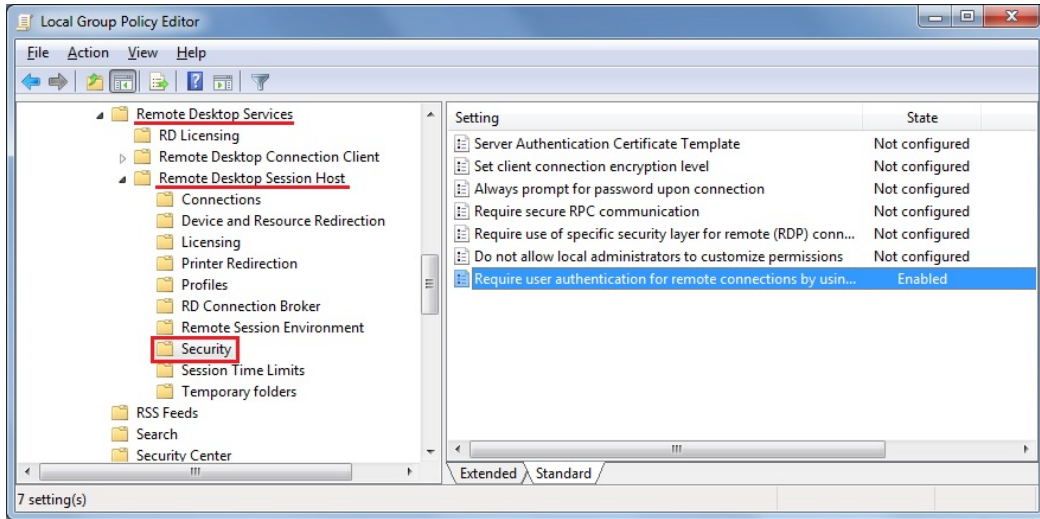 Local Group Policy Editor
File Action View Help
Remote Desktop Services
RD Licensing
Remote Desktop Connection Client
Remote Desktop Session Host
Connections
Device and Resource Redirection
Licensing
Printer Redirection
Profiles
RD Connection Broker
Remote Session Environment
Security
Session Time Limits
Temporary folders
RSS Feeds
Search
Security Center
Setting State
Server Authentication Certificate Template Not configured
Set client connection encryption level Not configured
Always prompt for password upon connection Not configured
Require secure RPC communication Not configured
Require use of specific security layer for remote (RDP) conn... Not configured
Do not allow local administrators to customize permissions Not configured
Require user authentication for remote connections by usin... Enabled
Extended Standard
7 setting(s)